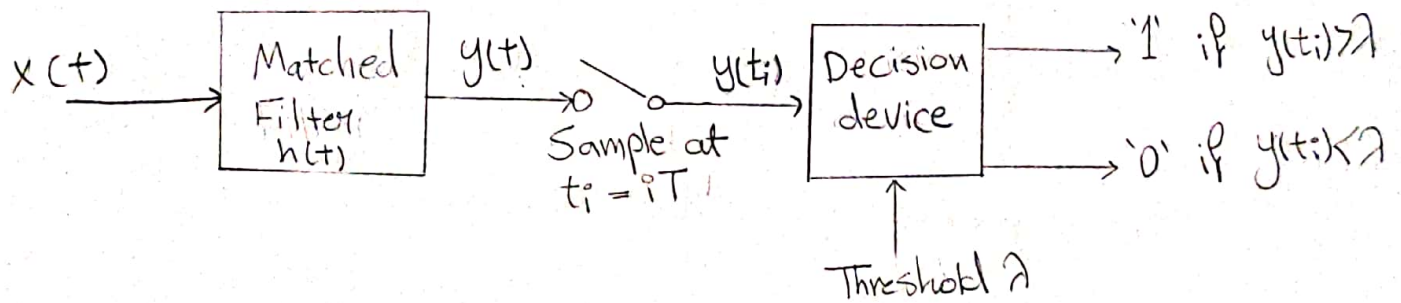 x(t)
Matched
Filter
h(t)
y(t)
Sample at
ti = iT
y(ti)
Decision
device
Threshold λ
'1' if y(ti)>λ
'0' if y(ti)<λ